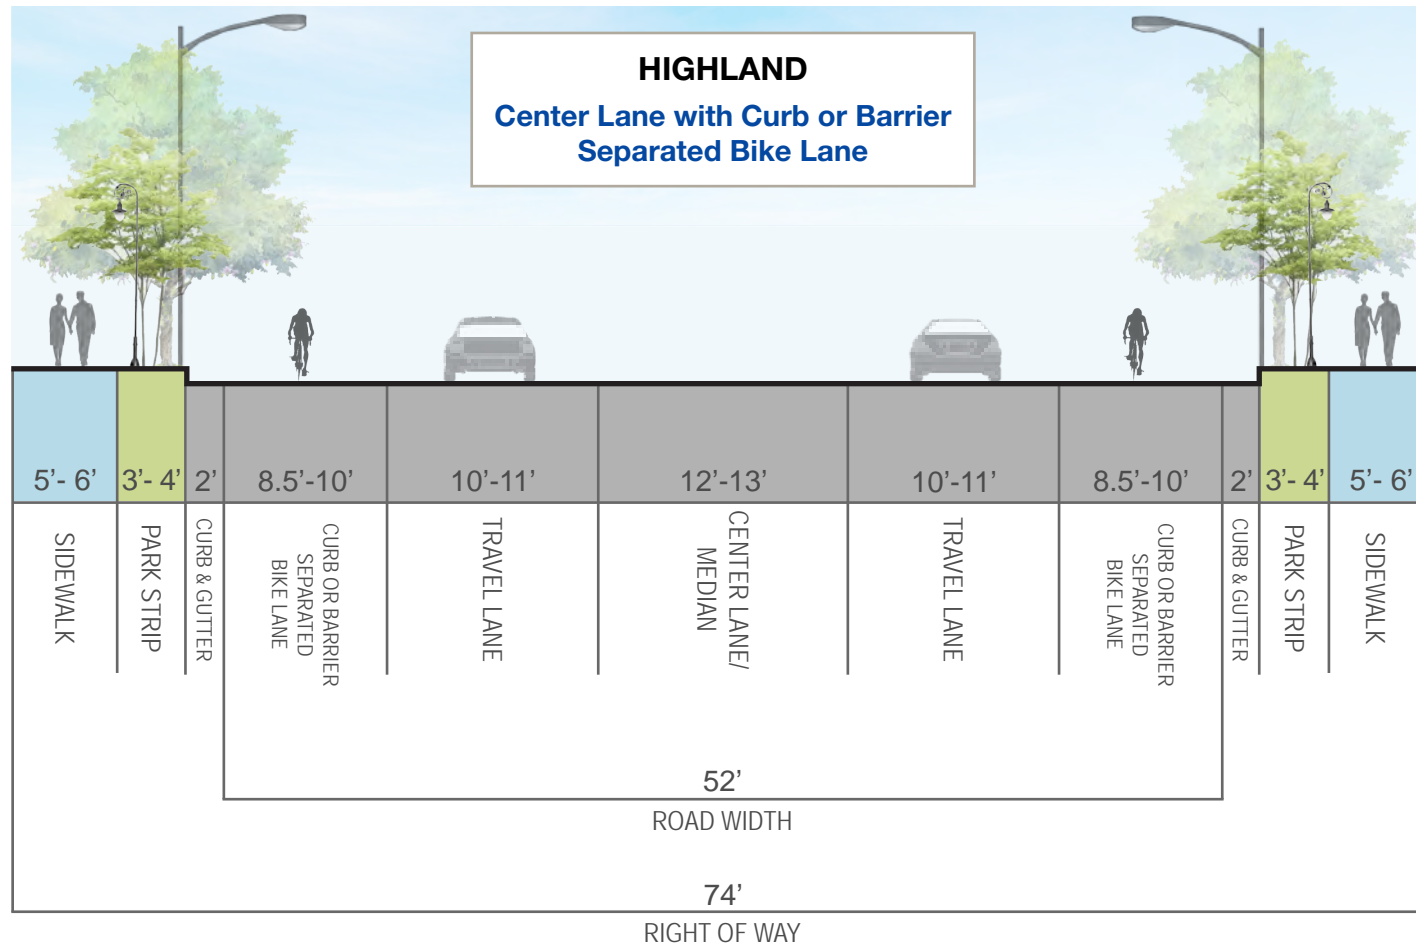 HIGHLAND
Center Lane with Curb or Barrier
Separated Bike Lane
5’- 6’
3’- 4’
2’
8.5’-10’
10’-11’
12’-13’
10’-11’
8.5’-10’
2’
3’- 4’
5’- 6’
SIDEWALK
PARK STRIP
CURB & GUTTER
CURB OR BARRIER
SEPARATED
BIKE LANE
TRAVEL LANE
CENTER LANE/
MEDIAN
TRAVEL LANE
CURB OR BARRIER
SEPARATED
BIKE LANE
CURB & GUTTER
PARK STRIP
SIDEWALK
52’
ROAD WIDTH
74’
RIGHT OF WAY